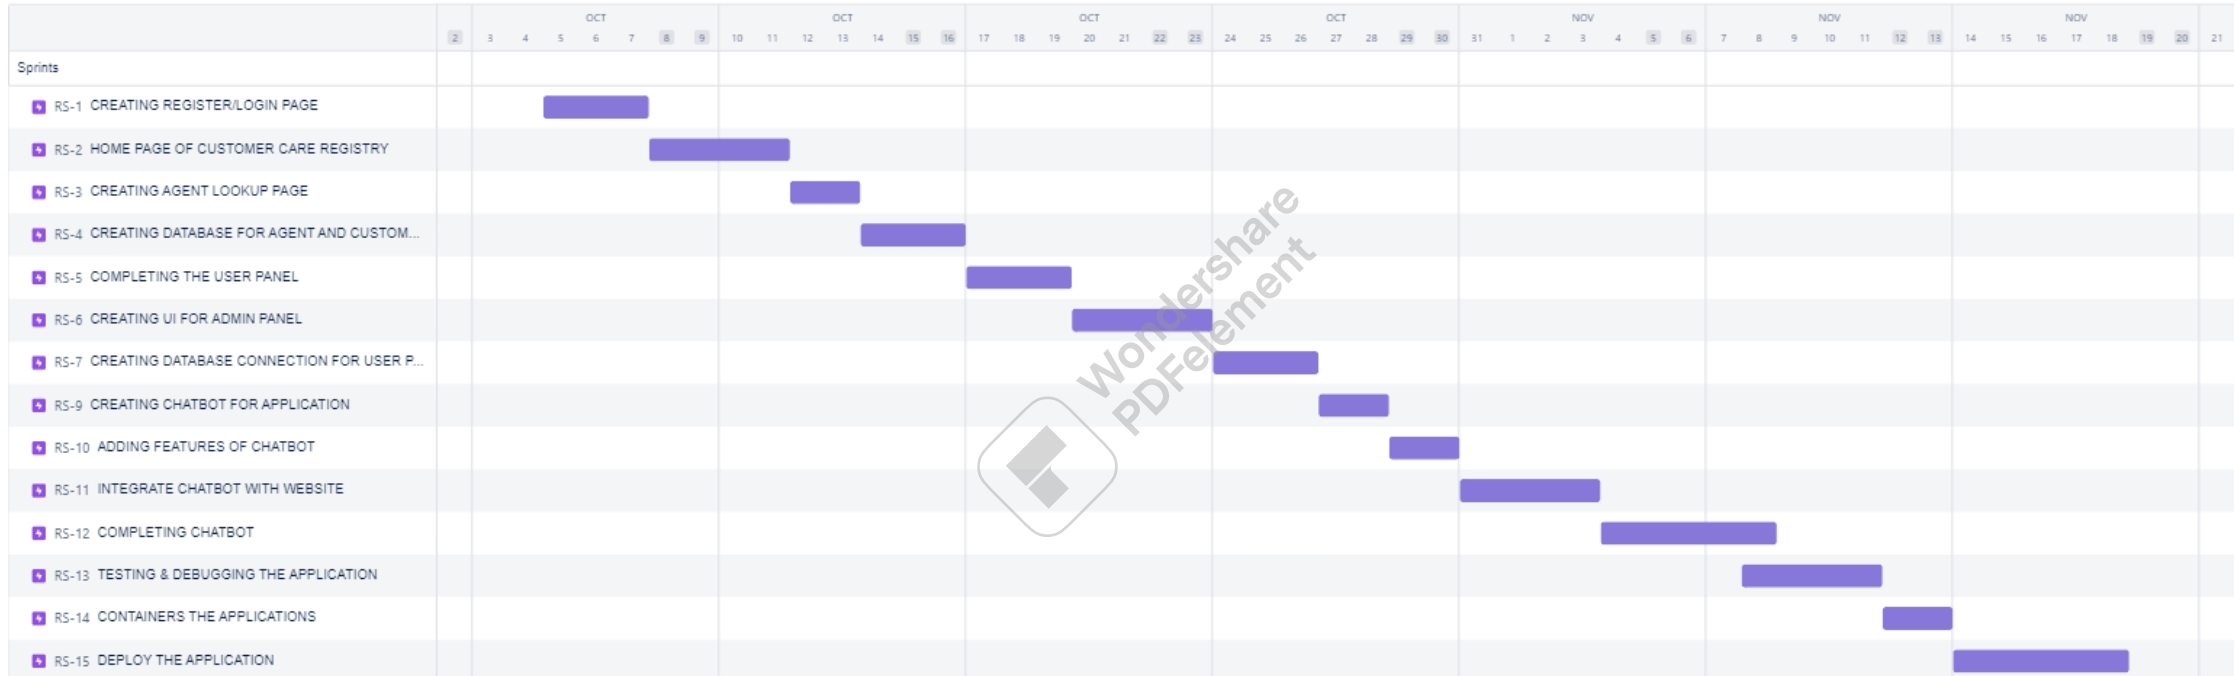 OCT OCT OCT OCT NOV NOV NOV
2 3 4 5 6 7 8 9 10 11 12 13 14 15 16 17 18 19 20 21 22 23 24 25 26 27 28 29 30 31 1 2 3 4 5 6 7 8 9 10 11 12 13 14 15 16 17 18 19 20 21
Sprints
RS-1 CREATING REGISTER/LOGIN PAGE
RS-2 HOME PAGE OF CUSTOMER CARE REGISTRY
RS-3 CREATING AGENT LOOKUP PAGE
RS-4 CREATING DATABASE FOR AGENT AND CUSTOM...
RS-5 COMPLETING THE USER PANEL
RS-6 CREATING UI FOR ADMIN PANEL
RS-7 CREATING DATABASE CONNECTION FOR USER P...
RS-9 CREATING CHATBOT FOR APPLICATION
RS-10 ADDING FEATURES OF CHATBOT
RS-11 INTEGRATE CHATBOT WITH WEBSITE
RS-12 COMPLETING CHATBOT
RS-13 TESTING & DEBUGGING THE APPLICATION
RS-14 CONTAINERS THE APPLICATIONS
RS-15 DEPLOY THE APPLICATION
Wondershare
PDFelement